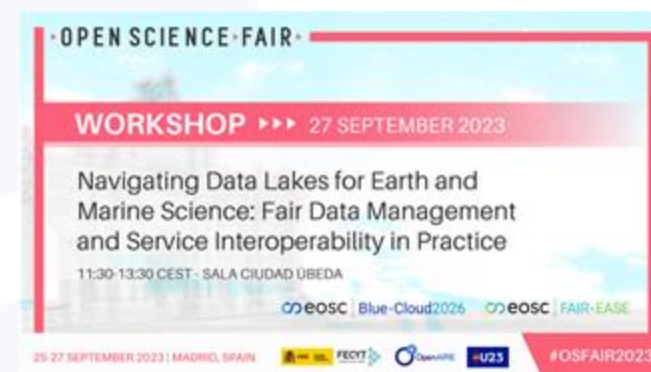 ·OPEN SCIENCE·FAIR·
WORKSHOP ▸▸▸ 27 SEPTEMBER 2023
Navigating Data Lakes for Earth and
Marine Science: Fair Data Management
and Service Interoperability in Practice
11:30-13:30 CEST - SALA CIUDAD ÚBEDA
eosc | Blue-Cloud2026 eosc | FAIR-EASE
25-27 SEPTEMBER 2023 | MADRID, SPAIN FECYT OpenAIRE EU23 #OSFAIR2023